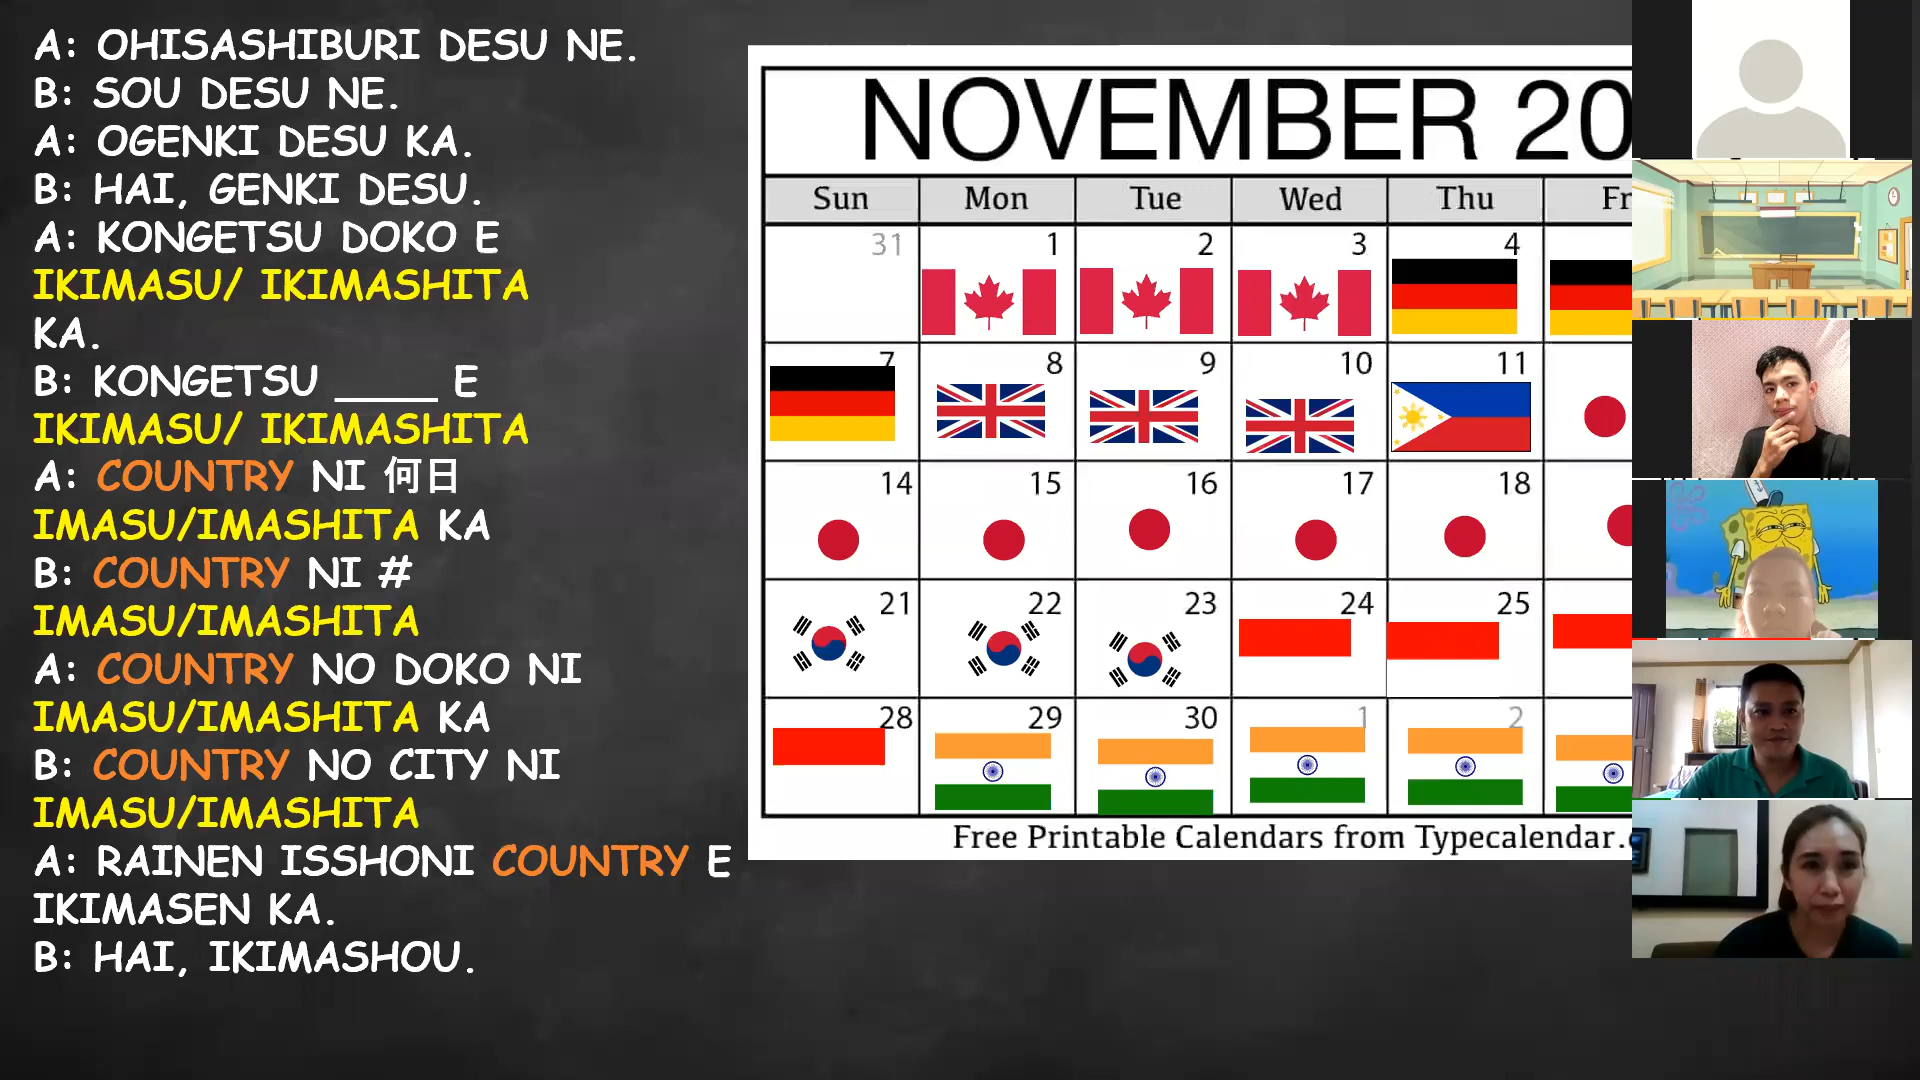 A: OHISASHIBURI DESU NE.
B: SOU DESU NE.
A: OGENKI DESU KA.
B: HAI, GENKI DESU.
A: KONGETSU DOKO E
IKIMASU/ IKIMASHITA
KA.
B: KONGETSU ____ E
IKIMASU/ IKIMASHITA
A: COUNTRY NI 何日
IMASU/IMASHITA KA
B: COUNTRY NI #
IMASU/IMASHITA
A: COUNTRY NO DOKO NI
IMASU/IMASHITA KA
B: COUNTRY NO CITY NI
IMASU/IMASHITA
A: RAINEN ISSHONI COUNTRY E
IKIMASEN KA.
B: HAI, IKIMASHOU.
NOVEMBER 20
Sun Mon Tue Wed Thu Fr
31 1 2 3 4
7 8 9 10 11
14 15 16 17 18
21 22 23 24 25
28 29 30 1 2
Free Printable Calendars from Typecalendar.